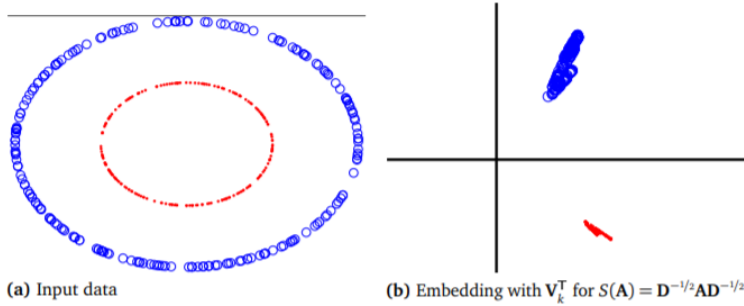 (a) Input data
(b) Embedding with V_k^T for S(A) = D^{-1/2}AD^{-1/2}